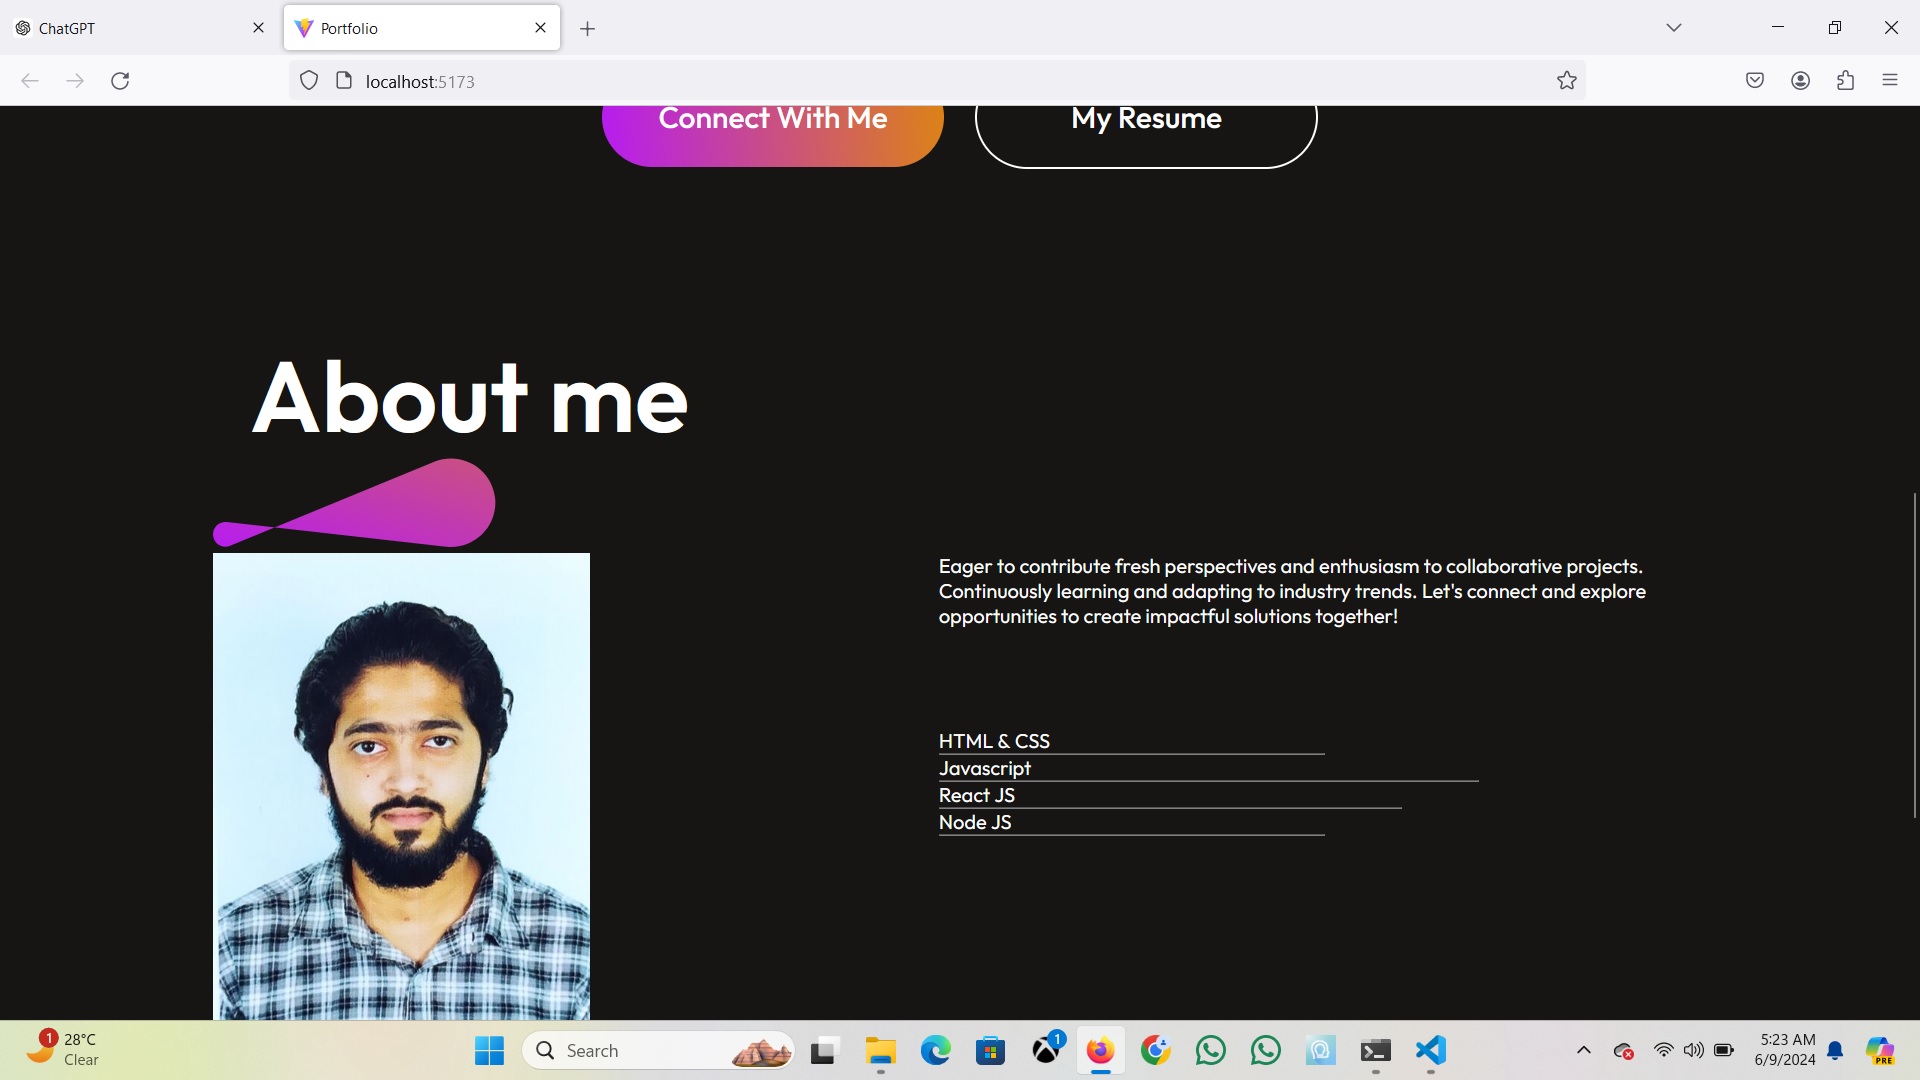 ChatGPT
Portfolio
localhost:5173
Connect With Me
My Resume
About me
Eager to contribute fresh perspectives and enthusiasm to collaborative projects.
Continuously learning and adapting to industry trends. Let's connect and explore
opportunities to create impactful solutions together!
HTML & CSS
Javascript
React JS
Node JS
1
28°C
Clear
Search
1
5:23 AM
6/9/2024
PRE